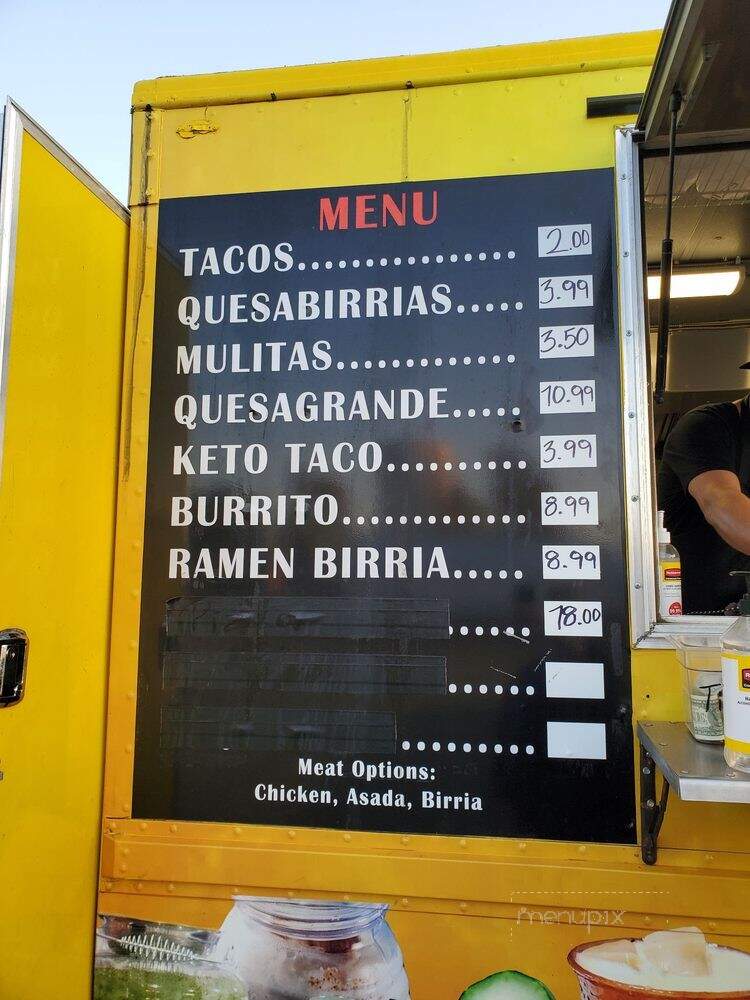 MENU
TACOS................ 2.00
QUESABIRRIAS..... 3.99
MULITAS............. 3.50
QUESAGRANDE..... 10.99
KETO TACO.......... 3.99
BURRITO............. 8.99
RAMEN BIRRIA..... 8.99
...... 18.00
......
.........
Meat Options:
Chicken, Asada, Birria
menupix